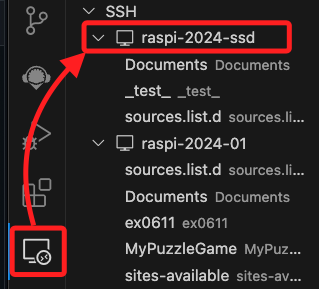 SSH
raspi-2024-ssd
Documents Documents
_test_ _test_
sources.list.d sources.li...
raspi-2024-01
sources.list.d sources.li...
Documents Documents
ex0611 ex0611
MyPuzzleGame MyPuz...
sites-available sites-av...